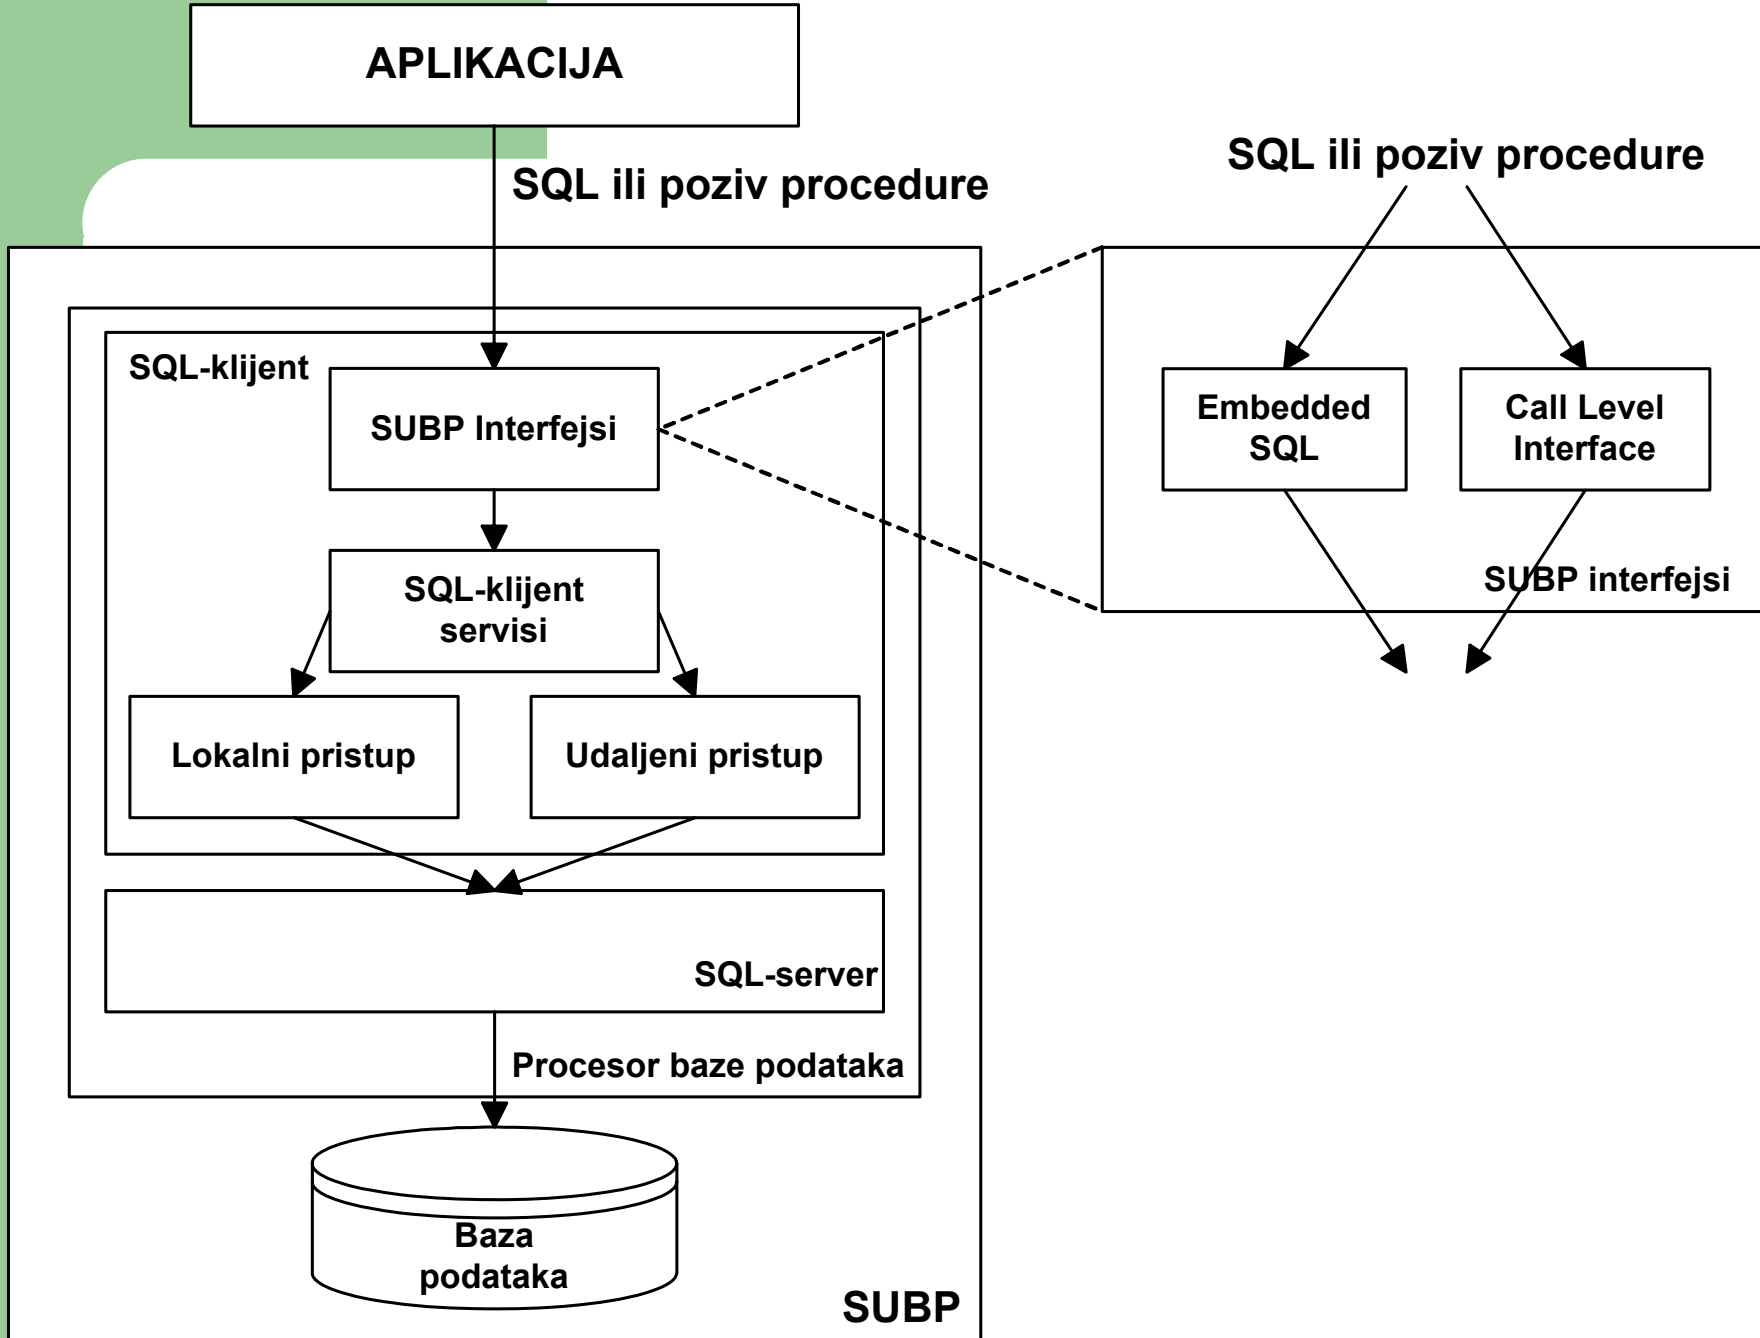 APLIKACIJA
SQL ili poziv procedure
SQL-klijent
SUBP Interfejsi
SQL-klijent
servisi
Lokalni pristup
Udaljeni pristup
SQL-server
Procesor baze podataka
Baza
podataka
SUBP
SQL ili poziv procedure
Embedded
SQL
Call Level
Interface
SUBP interfejsi